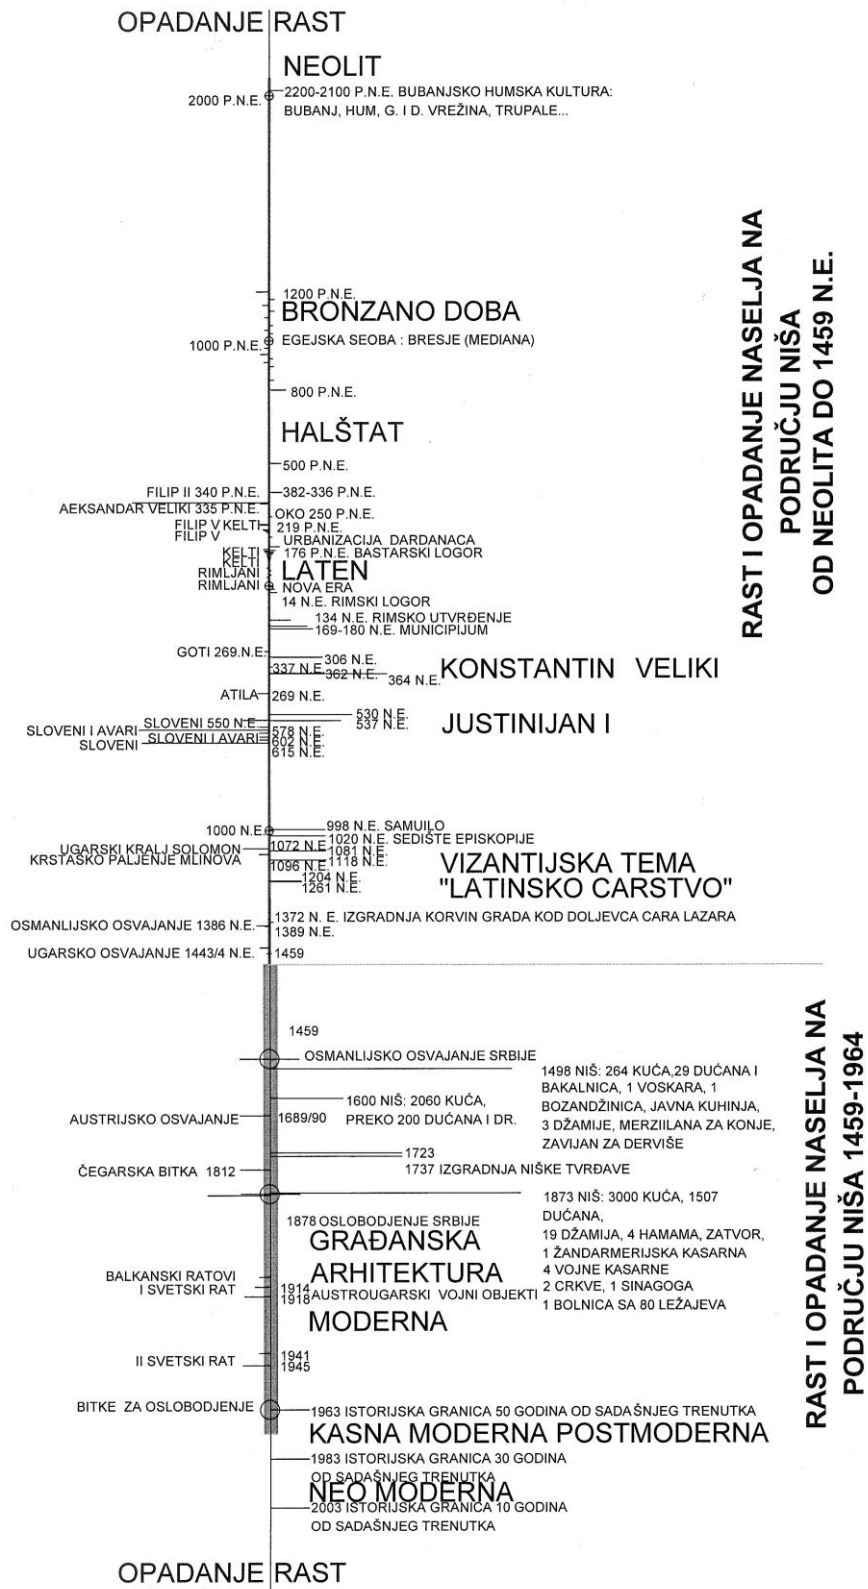 OPADANJE RAST
NEOLIT
2200-2100 P.N.E. BUBANJSKO HUMSKA KULTURA:
2000 P.N.E.
BUBANJ, HUM, G. I D. VREŽINA, TRUPALE...
1200 P.N.E.
BRONZANO DOBA
1000 P.N.E.
EGEJSKA SEOBA : BRESJE (MEDIANA)
800 P.N.E.
HALŠTAT
500 P.N.E.
FILIP II 340 P.N.E.
382-336 P.N.E.
AEKSANDAR VELIKI 335 P.N.E.
OKO 250 P.N.E.
FILIP V KELTI
219 P.N.E.
FILIP V
URBANIZACIJA DARDANACA
KELTI
176 P.N.E. BASTARSKI LOGOR
KELTI
LATEN
RIMLJANI
RIMLJANI
NOVA ERA
14 N.E. RIMSKI LOGOR
134 N.E. RIMSKO UTVRĐENJE
169-180 N.E. MUNICIPIJUM
GOTI 269.N.E.
306 N.E.
337 N.E.
362 N.E.
364 N.E.
KONSTANTIN VELIKI
ATILA
269 N.E.
530 N.E.
SLOVENI 550 N.E.
537 N.E.
JUSTINIJAN I
SLOVENI I AVARI
578 N.E.
SLOVENI I AVARI
602 N.E.
SLOVENI
615 N.E.
1000 N.E.
998 N.E. SAMUILO
1020 N.E. SEDIŠTE EPISKOPIJE
UGARSKI KRALJ SOLOMON
1072 N.E.
1081 N.E.
KRSTAŠKO PALJENJE MLINOVA
1118 N.E.
1096 N.E.
VIZANTIJSKA TEMA
1204 N.E.
1261 N.E.
"LATINSKO CARSTVO"
1372 N. E. IZGRADNJA KORVIN GRADA KOD DOLJEVCA CARA LAZARA
OSMANLIJSKO OSVAJANJE 1386 N.E.
1389 N.E.
UGARSKO OSVAJANJE 1443/4 N.E.
1459
RAST I OPADANJE NASELJA NA
PODRUČJU NIŠA
OD NEOLITA DO 1459 N.E.
1459
OSMANLIJSKO OSVAJANJE SRBIJE
1498 NIŠ: 264 KUĆA,29 DUĆANA I
BAKALNICA, 1 VOSKARA, 1
BOZANDŽINICA, JAVNA KUHINJA,
3 DŽAMIJE, MERZIILANA ZA KONJE,
ZAVIJAN ZA DERVIŠE
1600 NIŠ: 2060 KUĆA,
PREKO 200 DUĆANA I DR.
AUSTRIJSKO OSVAJANJE
1689/90
1723
ČEGARSKA BITKA 1812
1737 IZGRADNJA NIŠKE TVRĐAVE
1873 NIŠ: 3000 KUĆA, 1507
DUĆANA,
19 DŽAMIJA, 4 HAMAMA, ZATVOR,
1 ŽANDARMERIJSKA KASARNA
4 VOJNE KASARNE
2 CRKVE, 1 SINAGOGA
1 BOLNICA SA 80 LEŽAJEVA
1878 OSLOBODJENJE SRBIJE
GRAĐANSKA
ARHITEKTURA
BALKANSKI RATOVI
I SVETSKI RAT
1914
1918
AUSTROUGARSKI VOJNI OBJEKTI
MODERNA
1941
II SVETSKI RAT
1945
BITKE ZA OSLOBODJENJE
1963 ISTORIJSKA GRANICA 50 GODINA OD SADAŠNJEG TRENUTKA
KASNA MODERNA POSTMODERNA
1983 ISTORIJSKA GRANICA 30 GODINA
OD SADAŠNJEG TRENUTKA
NEO MODERNA
2003 ISTORIJSKA GRANICA 10 GODINA
OD SADAŠNJEG TRENUTKA
RAST I OPADANJE NASELJA NA
PODRUČJU NIŠA 1459-1964
OPADANJE RAST